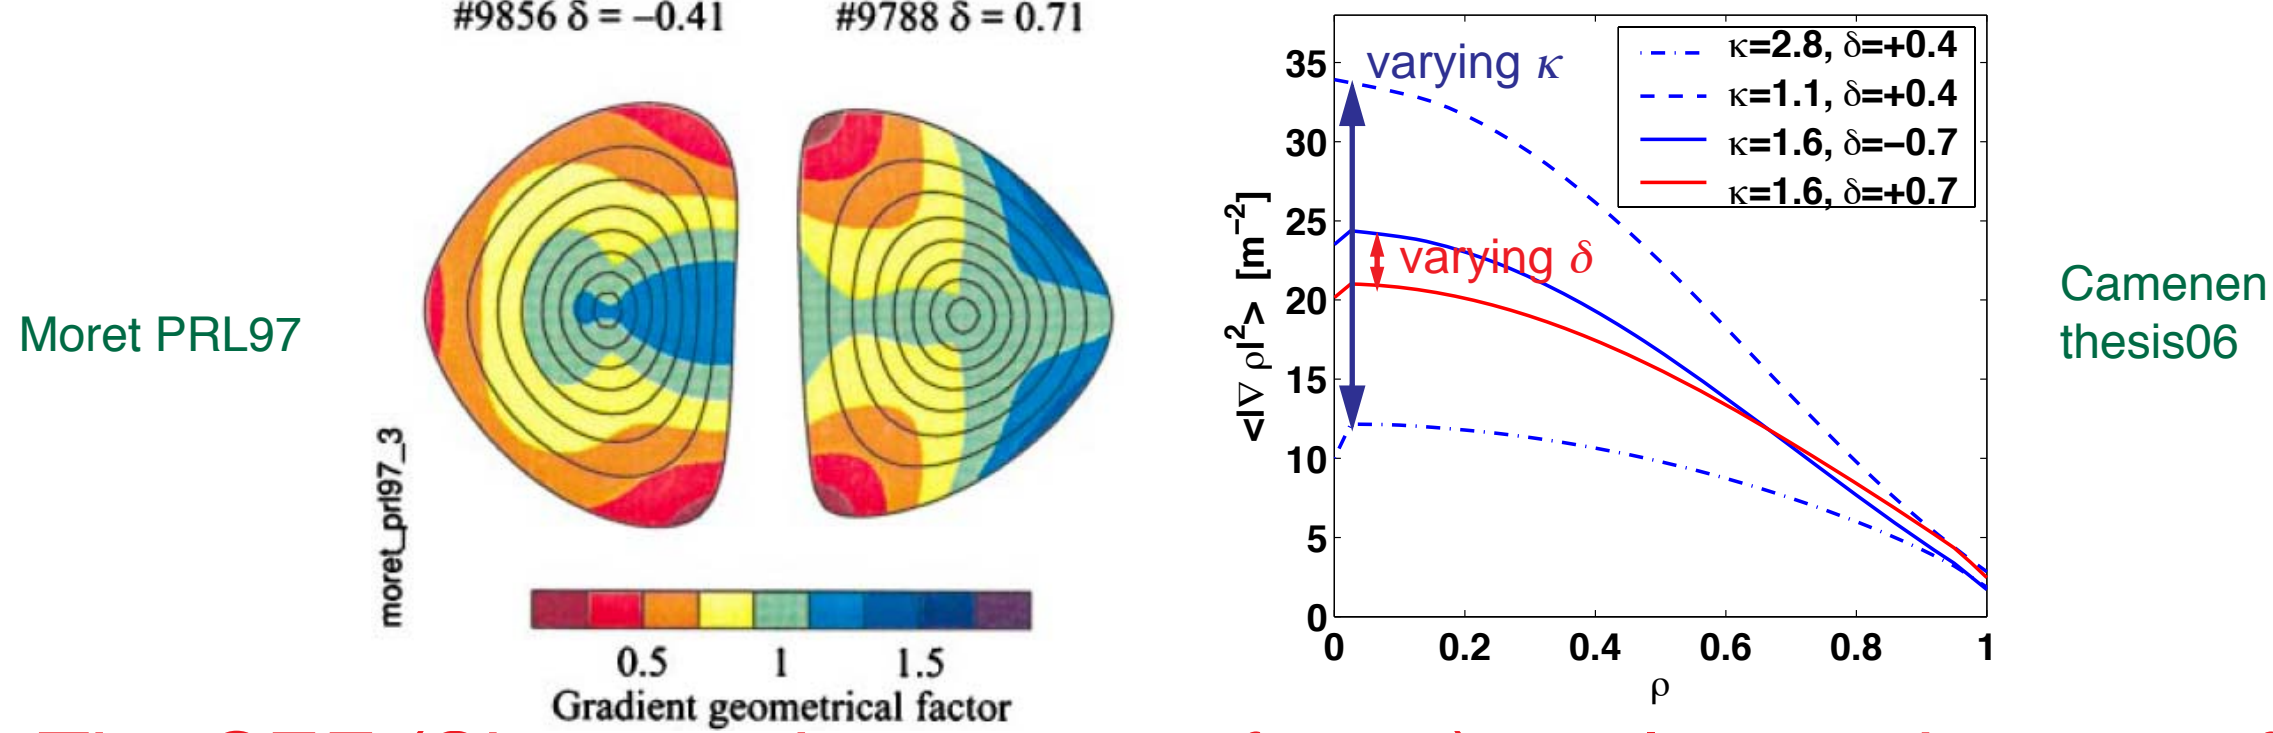 #9856 δ = −0.41
#9788 δ = 0.71
Moret PRL97
moret_prl97_3
0.5 1 1.5
Gradient geometrical factor
varying κ
varying δ
κ=2.8, δ=+0.4
κ=1.1, δ=+0.4
κ=1.6, δ=−0.7
κ=1.6, δ=+0.7
<|∇ ρ|²> [m⁻²]
35
30
25
20
15
10
5
0
0 0.2 0.4 0.6 0.8 1
ρ
Camenen
thesis06